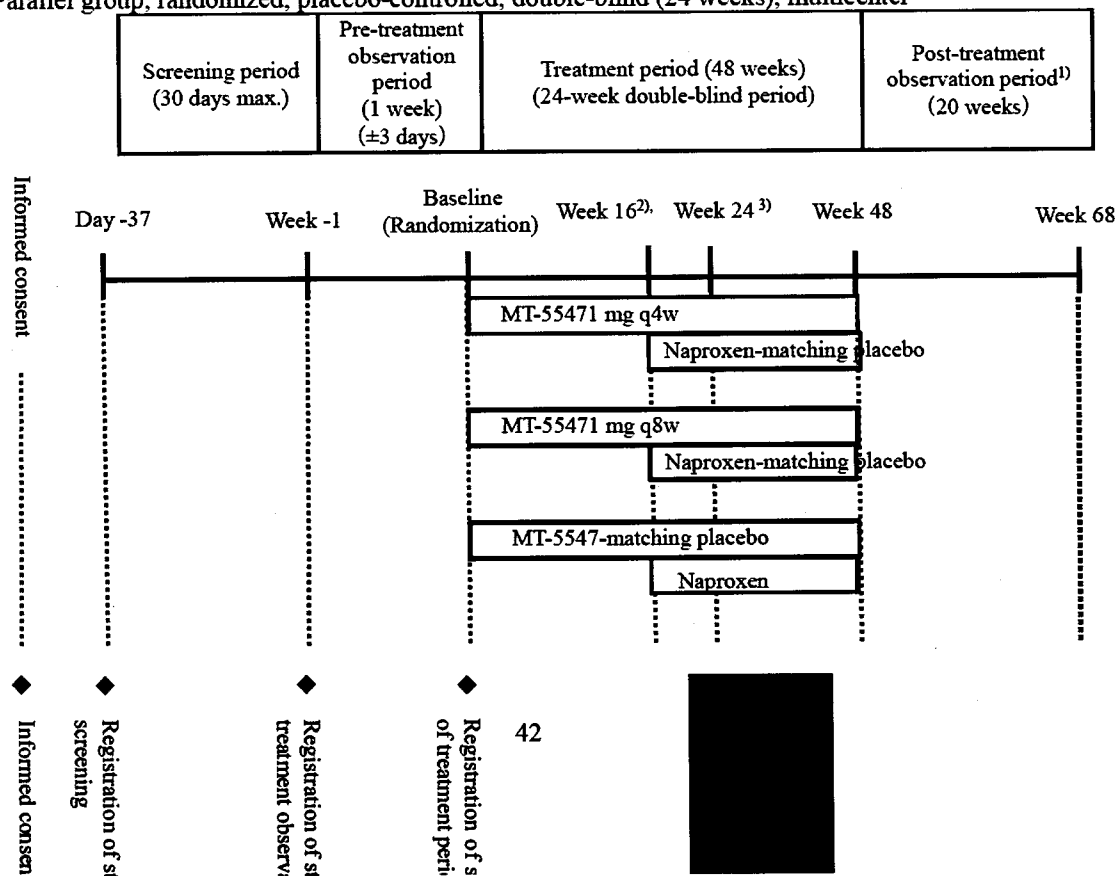 Parallel group, randomized, placebo-controlled, double-blind (24 weeks), multicenter
Screening period
(30 days max.)
Pre-treatment
observation
period
(1 week)
(±3 days)
Treatment period (48 weeks)
(24-week double-blind period)
Post-treatment
observation period1)
(20 weeks)
Informed consent
Day -37
Week -1
Baseline
(Randomization)
Week 162),
Week 24 3)
Week 48
Week 68
MT-55471 mg q4w
Naproxen-matching placebo
MT-55471 mg q8w
Naproxen-matching placebo
MT-5547-matching placebo
Naproxen
42
Informed consen
Registration of st
screening
Registration of st
treatment observa
Registration of s
of treatment peri